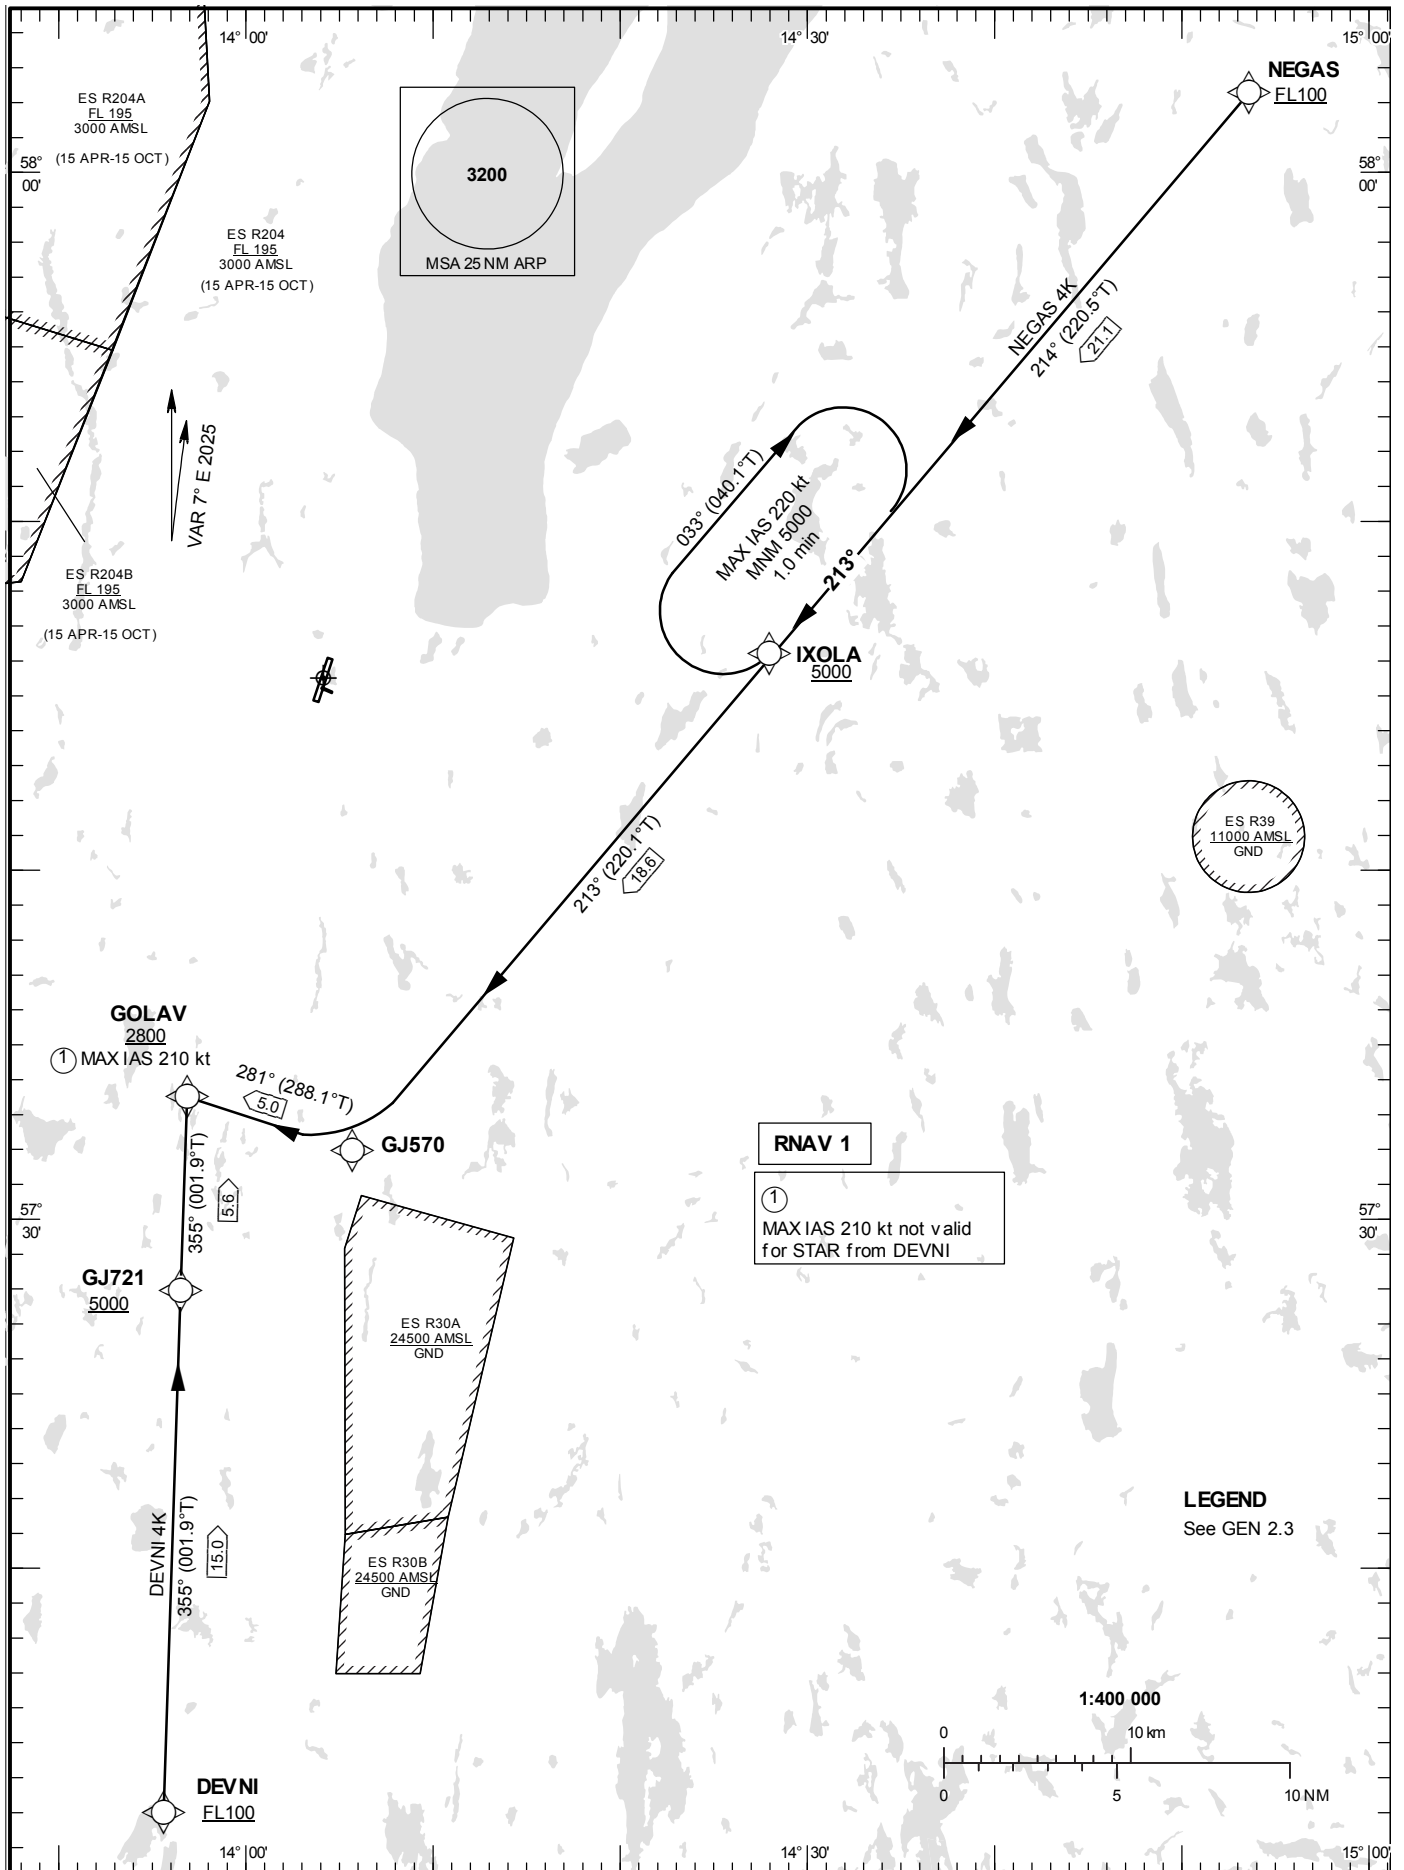 14° 00'
14° 30'
15° 00'
NEGAS
FL100
ES R204A
FL 195
3000 AMSL
(15 APR-15 OCT)
58°
00'
58°
00'
3200
MSA 25 NM ARP
ES R204
FL 195
3000 AMSL
(15 APR-15 OCT)
NEGAS 4K
214° (220.5°T)
21.1
VAR 7° E 2025
033° (040.1°T)
MAX IAS 220 kt
MNM 5000
1.0 min
213°
ES R204B
FL 195
3000 AMSL
(15 APR-15 OCT)
IXOLA
5000
213° (220.1°T)
18.6
ES R39
11000 AMSL
GND
GOLAV
2800
1 MAX IAS 210 kt
281° (288.1°T)
5.0
GJ570
RNAV 1
355° (001.9°T)
5.6
1
MAX IAS 210 kt not valid
for STAR from DEVNI
57°
30'
57°
30'
GJ721
5000
ES R30A
24500 AMSL
GND
LEGEND
See GEN 2.3
DEVNI 4K
355° (001.9°T)
15.0
ES R30B
24500 AMSL
GND
1:400 000
0 10 km
0 5 10 NM
DEVNI
FL100
14° 00'
14° 30'
15° 00'